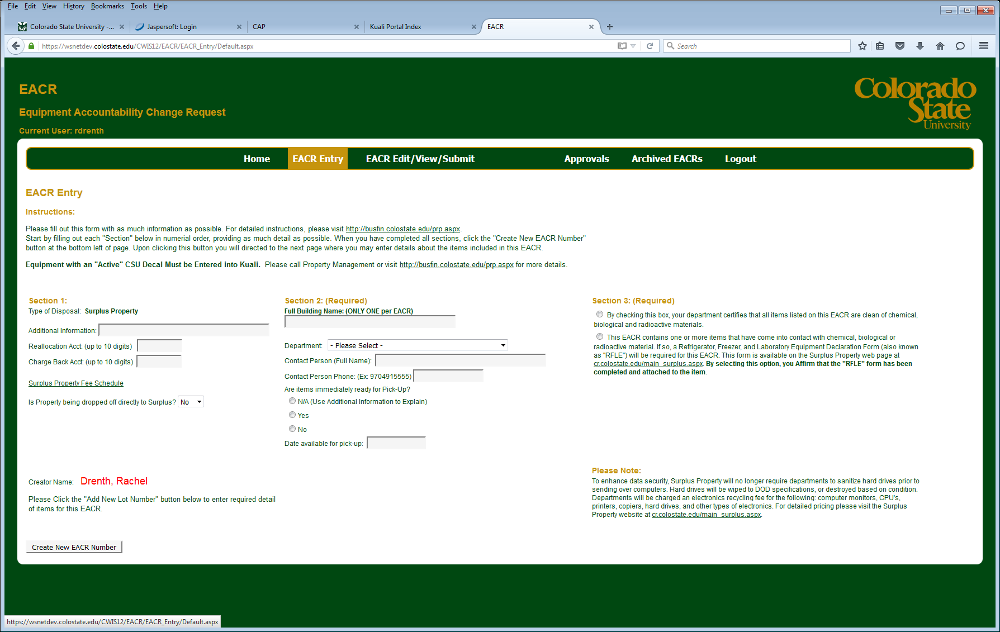 File Edit View History Bookmarks Tools Help
Colorado State University -...
Jaspersoft: Login
CAP
Kuali Portal Index
EACR
https://wsnetdev.colostate.edu/CWIS12/EACR/EACR_Entry/Default.aspx
Search
EACR
Equipment Accountability Change Request
Current User: rdrenth
Colorado
State
University
Home EACR Entry EACR Edit/View/Submit Approvals Archived EACRs Logout
EACR Entry
Instructions:
Please fill out this form with as much information as possible. For detailed instructions, please visit http://busfin.colostate.edu/prp.aspx.
Start by filling out each "Section" below in numerial order, providing as much detail as possible. When you have completed all sections, click the "Create New EACR Number"
button at the bottom left of page. Upon clicking this button you will directed to the next page where you may enter details about the items included in this EACR.
Equipment with an "Active" CSU Decal Must be Entered into Kuali. Please call Property Management or visit http://busfin.colostate.edu/prp.aspx for more details.
Section 1:
Type of Disposal: Surplus Property
Additional Information:
Reallocation Acct: (up to 10 digits)
Charge Back Acct: (up to 10 digits)
Surplus Property Fee Schedule
Is Property being dropped off directly to Surplus? No
Section 2: (Required)
Full Building Name: (ONLY ONE per EACR)
Department: - Please Select -
Contact Person (Full Name):
Contact Person Phone: (Ex: 9704915555)
Are items immediately ready for Pick-Up?
N/A (Use Additional Information to Explain)
Yes
No
Date available for pick-up:
Section 3: (Required)
By checking this box, your department certifies that all items listed on this EACR are clean of chemical,
biological and radioactive materials.
This EACR contains one or more items that have come into contact with chemical, biological or
radioactive material. If so, a Refrigerator, Freezer, and Laboratory Equipment Declaration Form (also known
as "RFLE") will be required for this EACR. This form is available on the Surplus Property web page at
cr.colostate.edu/main_surplus.aspx. By selecting this option, you Affirm that the "RFLE" form has been
completed and attached to the item.
Creator Name: Drenth, Rachel
Please Click the "Add New Lot Number" button below to enter required detail
of items for this EACR.
Please Note:
To enhance data security, Surplus Property will no longer require departments to sanitize hard drives prior to
sending over computers. Hard drives will be wiped to DOD specifications, or destroyed based on condition.
Departments will be charged an electronics recycling fee for the following: computer monitors, CPU's,
printers, copiers, hard drives, and other types of electronics. For detailed pricing please visit the Surplus
Property website at cr.colostate.edu/main_surplus.aspx.
Create New EACR Number
https://wsnetdev.colostate.edu/CWIS12/EACR/EACR_Entry/Default.aspx